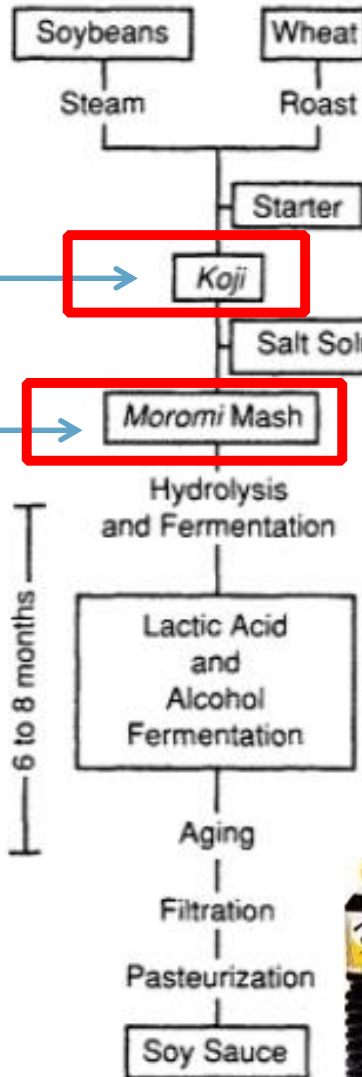 Soybeans Wheat
Steam Roast
Starter
Koji
Salt
Moromi Mash
Hydrolysis
and Fermentation
6 to 8 months
Lactic Acid
and
Alcohol
Fermentation
Aging
Filtration
Pasteurization
Soy Sauce